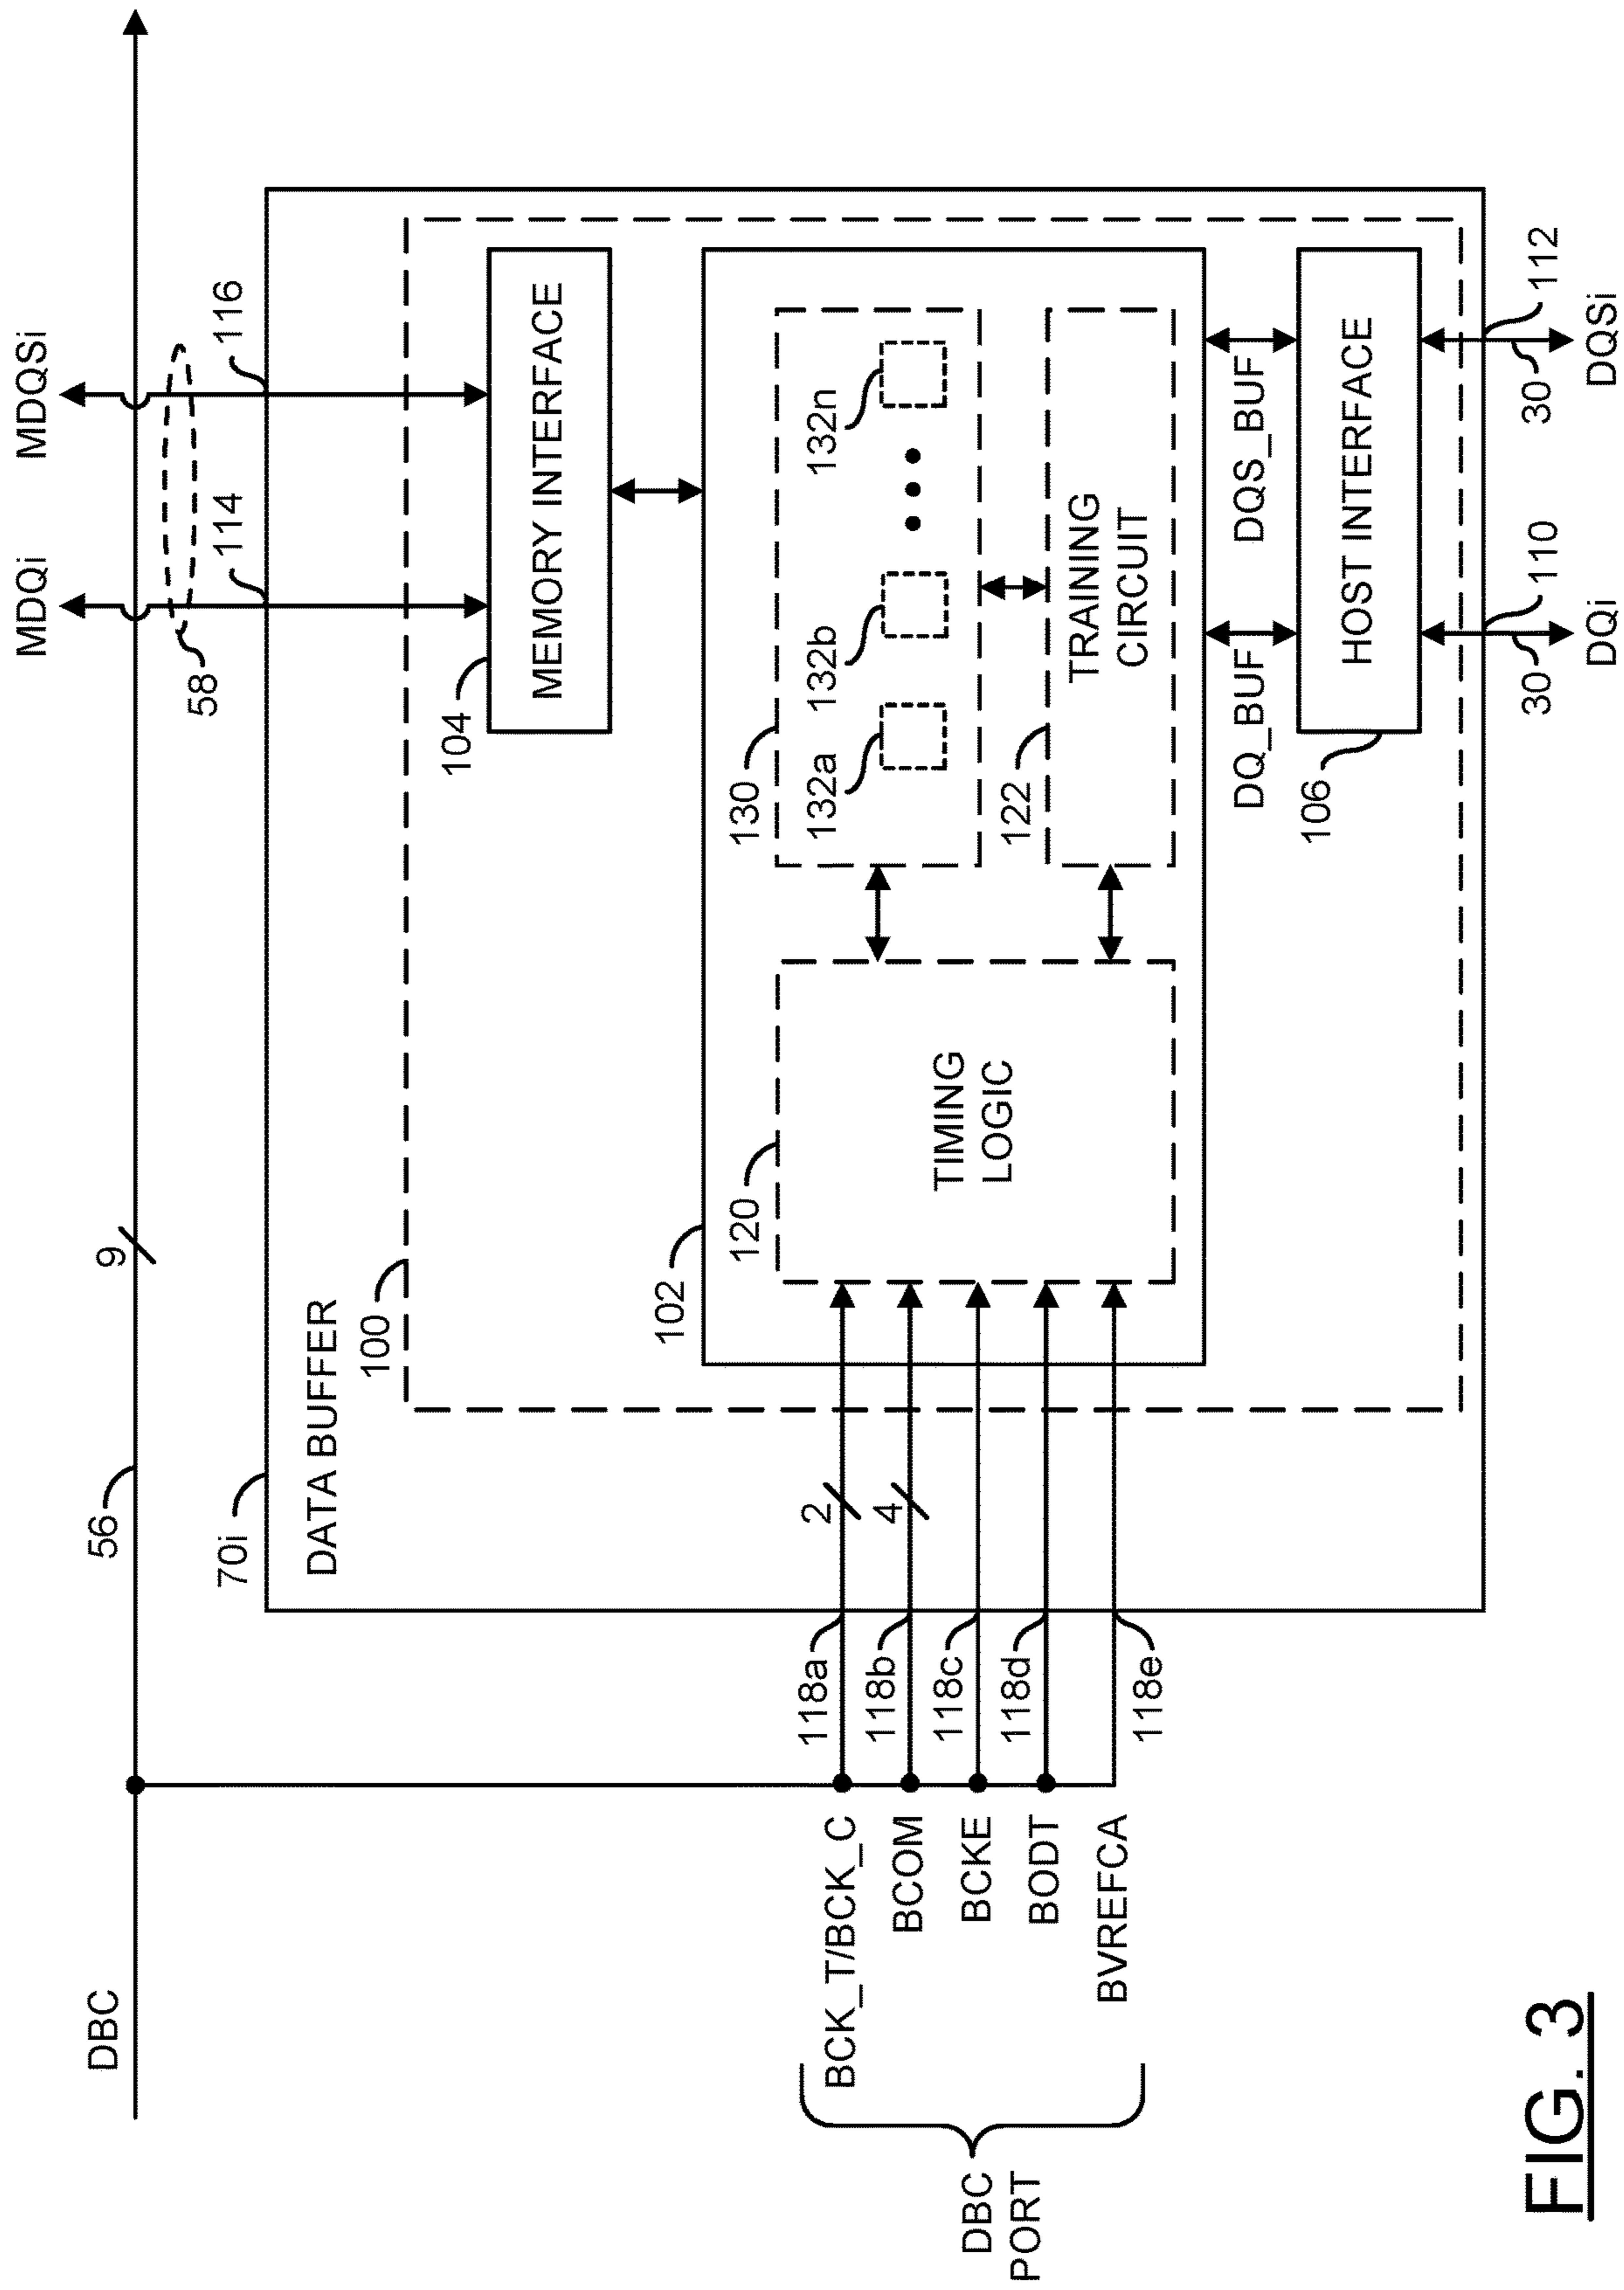 DBC
56
9
MDQi
MDQSi
58
114
116
70i
DATA BUFFER
100
104
MEMORY INTERFACE
102
120
TIMING
LOGIC
130
132a
132b
132n
122
TRAINING
CIRCUIT
DQ_BUF
DQS_BUF
106
HOST INTERFACE
30
110
30
112
DQi
DQSi
DBC
PORT
BCK_T/BCK_C
BCOM
BCKE
BODT
BVREFCA
118a
118b
118c
118d
118e
2
4
FIG. 3